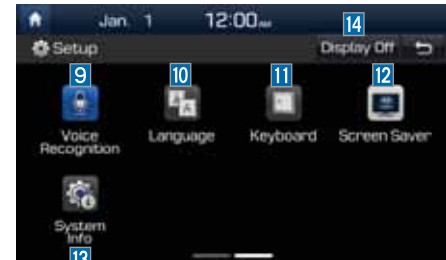 Jan. 1 12:00AM
14
Setup Display Off
9 10 11 12
Voice Recognition Language Keyboard Screen Saver
System
Info
13